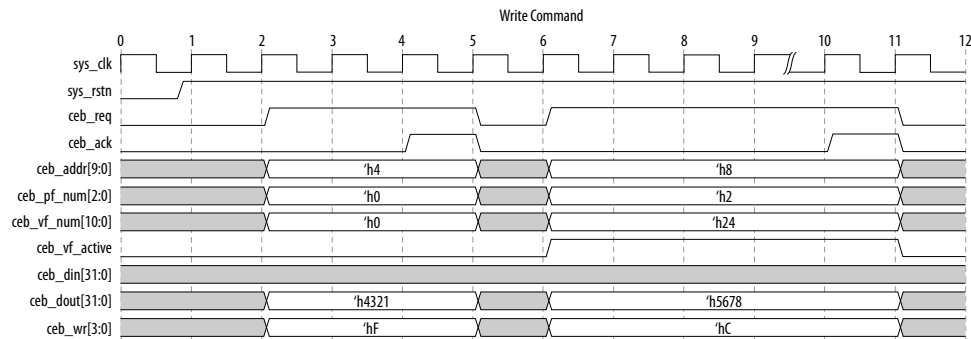 Write Command
0 1 2 3 4 5 6 7 8 9 10 11 12
sys_clk
sys_rstn
ceb_req
ceb_ack
ceb_addr[9:0] 'h4 'h8
ceb_pf_num[2:0] 'h0 'h2
ceb_vf_num[10:0] 'h0 'h24
ceb_vf_active
ceb_din[31:0]
ceb_dout[31:0] 'h4321 'h5678
ceb_wr[3:0] 'hF 'hC